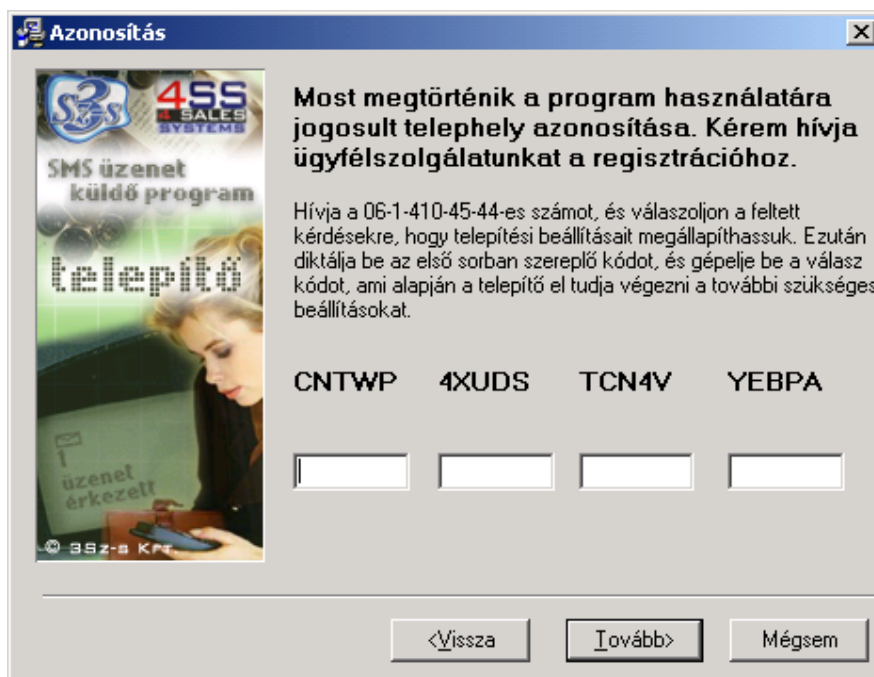 Azonosítás
S3z-s
4SS
4 SALES
SYSTEMS
SMS üzenet
küldő program
telepítő
1
üzenet
érkezett
© 3Sz-s Kft.
Most megtörténik a program használatára
jogosult telephely azonosítása. Kérem hívja
ügyfélszolgálatunkat a regisztrációhoz.
Hívja a 06-1-410-45-44-es számot, és válaszoljon a feltett
kérdésekre, hogy telepítési beállításait megállapíthassuk. Ezután
diktálja be az első sorban szereplő kódot, és gépelje be a válasz
kódot, ami alapján a telepítő el tudja végezni a további szükséges
beállításokat.
CNTWP 4XUDS TCN4V YEBPA
<Vissza Tovább> Mégsem